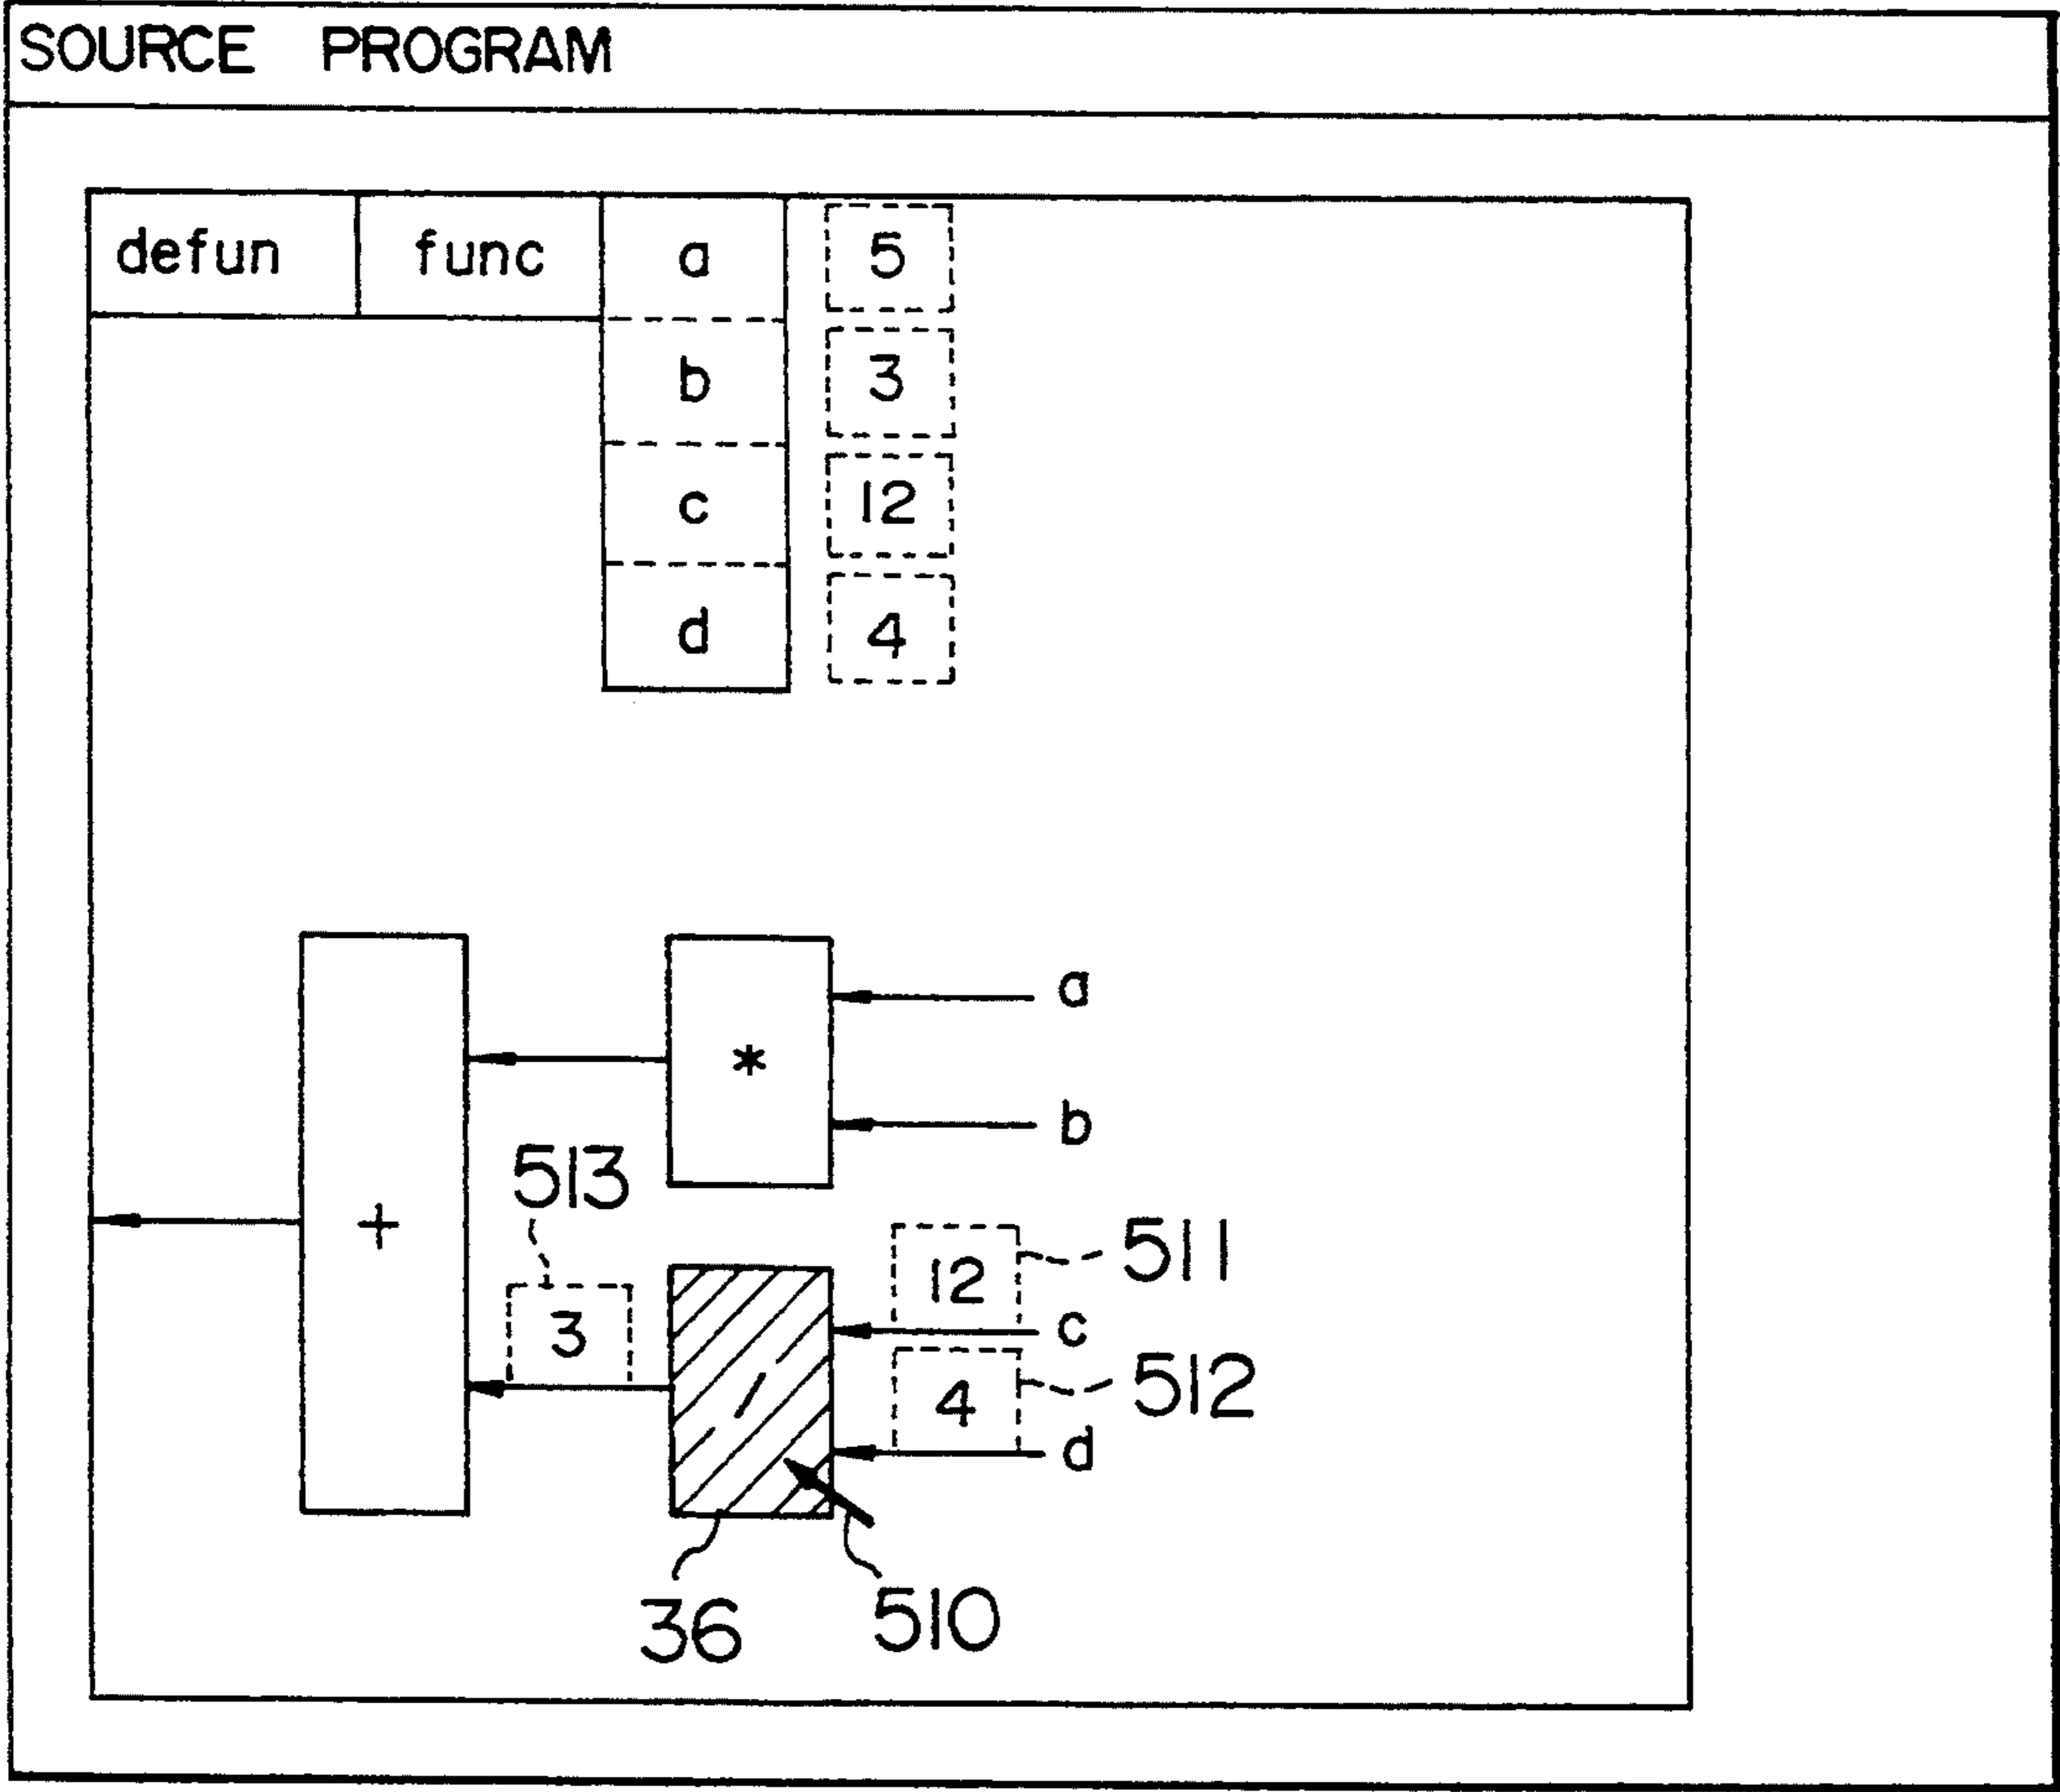 SOURCE PROGRAM
defun func a 5
b 3
c 12
d 4
a
*
b
513
+
511
12
3
c
512
/
4
d
36
510